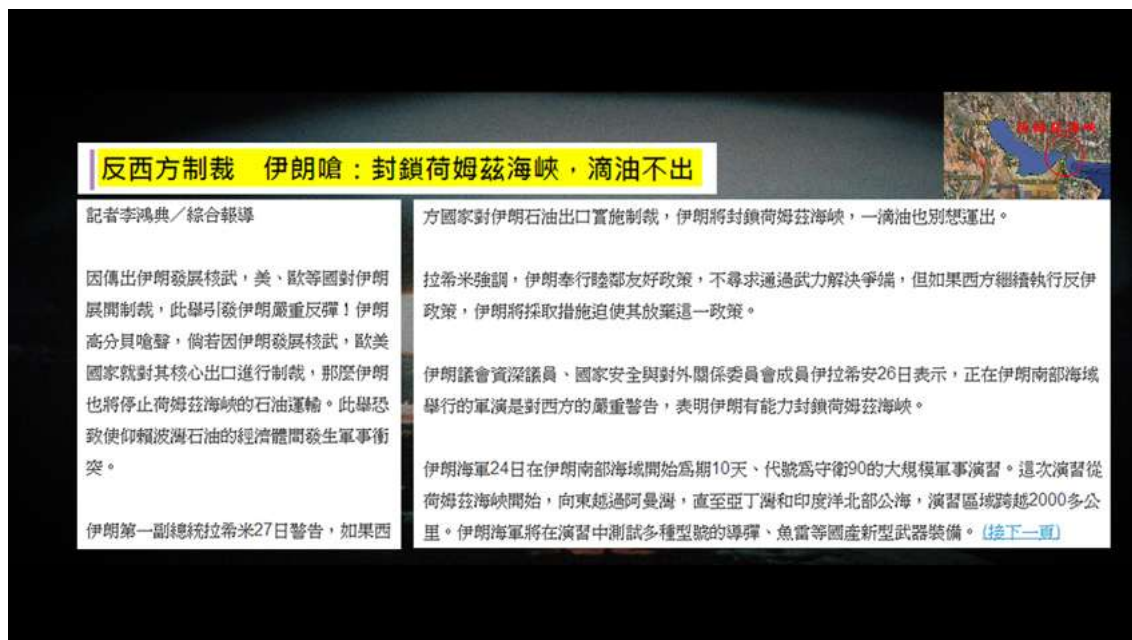 反西方制裁　伊朗嗆：封鎖荷姆茲海峽，滴油不出
記者李鴻典／綜合報導
因傳出伊朗發展核武，美、歐等國對伊朗
展開制裁，此舉引發伊朗嚴重反彈！伊朗
高分貝嗆聲，倘若因伊朗發展核武，歐美
國家就對其核心出口進行制裁，那麼伊朗
也將停止荷姆茲海峽的石油運輸。此舉恐
致使仰賴波灣石油的經濟體間發生軍事衝
突。
伊朗第一副總統拉希米27日警告，如果西
方國家對伊朗石油出口實施制裁，伊朗將封鎖荷姆茲海峽，一滴油也別想運出。
拉希米強調，伊朗奉行睦鄰友好政策，不尋求通過武力解決爭端，但如果西方繼續執行反伊
政策，伊朗將採取措施迫使其放棄這一政策。
伊朗議會資深議員、國家安全與對外關係委員會成員伊拉希安26日表示，正在伊朗南部海域
舉行的軍演是對西方的嚴重警告，表明伊朗有能力封鎖荷姆茲海峽。
伊朗海軍24日在伊朗南部海域開始為期10天、代號為守衛90的大規模軍事演習。這次演習從
荷姆茲海峽開始，向東越過阿曼灣，直至亞丁灣和印度洋北部公海，演習區域跨越2000多公
里。伊朗海軍將在演習中測試多種型號的導彈、魚雷等國產新型武器裝備。(接下一頁)